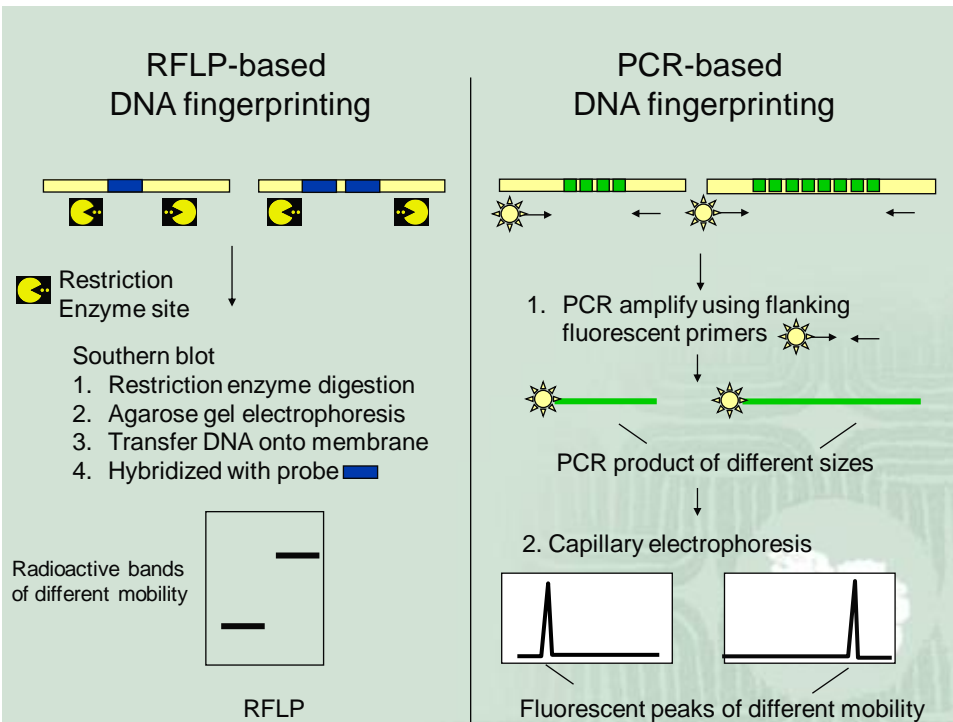 RFLP-based
DNA fingerprinting
Restriction
Enzyme site
Southern blot
1. Restriction enzyme digestion
2. Agarose gel electrophoresis
3. Transfer DNA onto membrane
4. Hybridized with probe
Radioactive bands
of different mobility
RFLP
PCR-based
DNA fingerprinting
1. PCR amplify using flanking
fluorescent primers
PCR product of different sizes
2. Capillary electrophoresis
Fluorescent peaks of different mobility